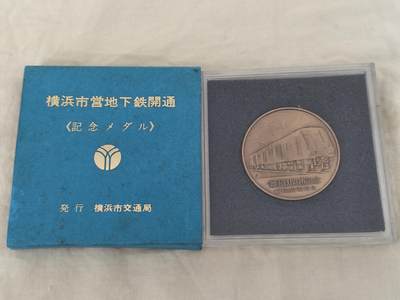 横浜市営地下鉄開通
《記念メダル》
発行 横浜市交通局